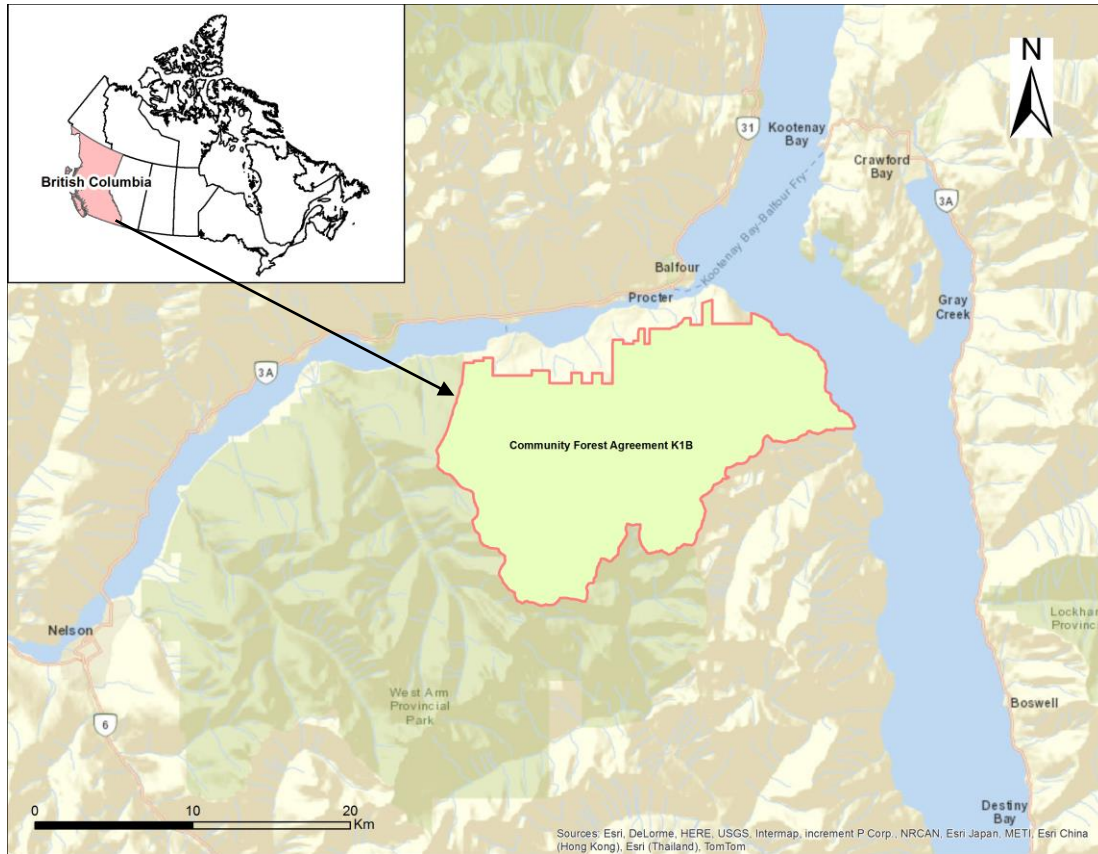 British Columbia
N
31
Kootenay
Bay
Crawford
Bay
3A
Kootenay Bay-Balfour Fry
Balfour
Procter
Gray
Creek
3A
Community Forest Agreement K1B
Nelson
West Arm
Provincial
Park
Lockha
Provinci
6
Boswell
Destiny
Bay
0 10 20
Km
Sources: Esri, DeLorme, HERE, USGS, Intermap, increment P Corp., NRCAN, Esri Japan, METI, Esri China
(Hong Kong), Esri (Thailand), TomTom